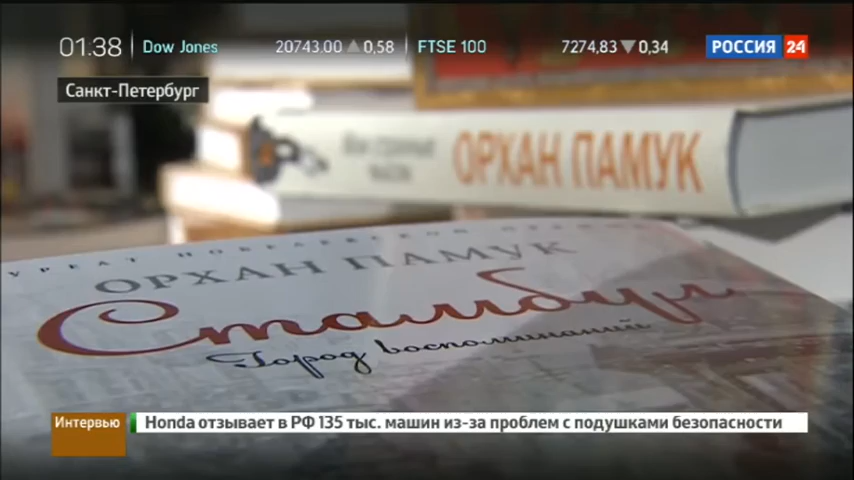 01.38 Dow Jones 20743.00 ▲ 0,58 FTSE 100 7274,83 ▼ 0,34 РОССИЯ 24
Санкт-Петербург
ОРХАН ПАМУК
ОРХАН ПАМУК
Стамбул
Город воспоминаний
Интервью Honda отзывает в РФ 135 тыс. машин из-за проблем с подушками безопасности